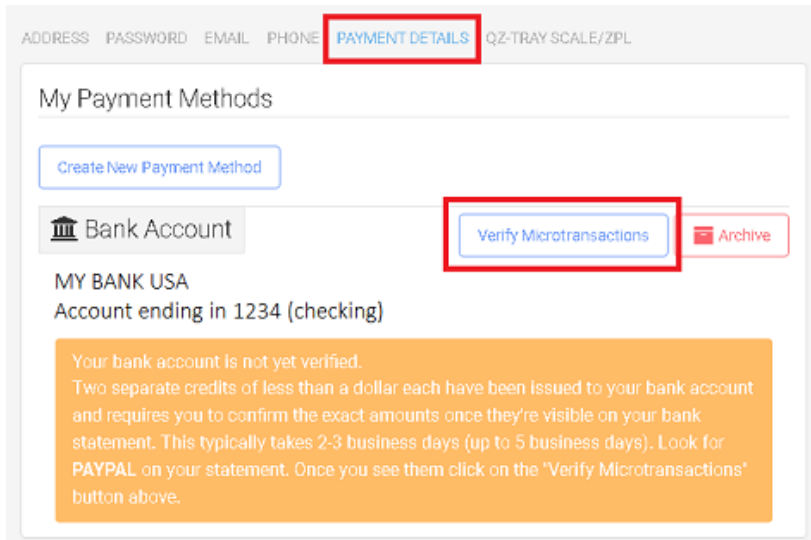 ADDRESS PASSWORD EMAIL PHONE PAYMENT DETAILS QZ-TRAY SCALE/ZPL
My Payment Methods
Create New Payment Method
Bank Account
Verify Microtransactions
Archive
MY BANK USA
Account ending in 1234 (checking)
Your bank account is not yet verified.
Two separate credits of less than a dollar each have been issued to your bank account
and requires you to confirm the exact amounts once they're visible on your bank
statement. This typically takes 2-3 business days (up to 5 business days). Look for
PAYPAL on your statement. Once you see them click on the "Verify Microtransactions"
button above.